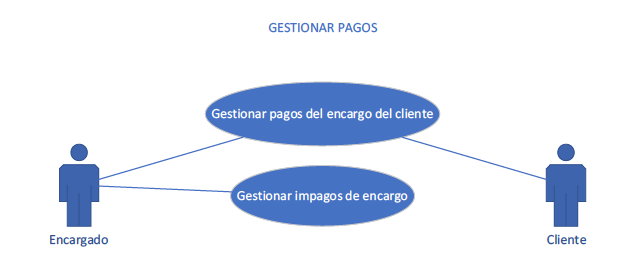 GESTIONAR PAGOS
Gestionar pagos del encargo del cliente
Gestionar impagos de encargo
Encargado
Cliente